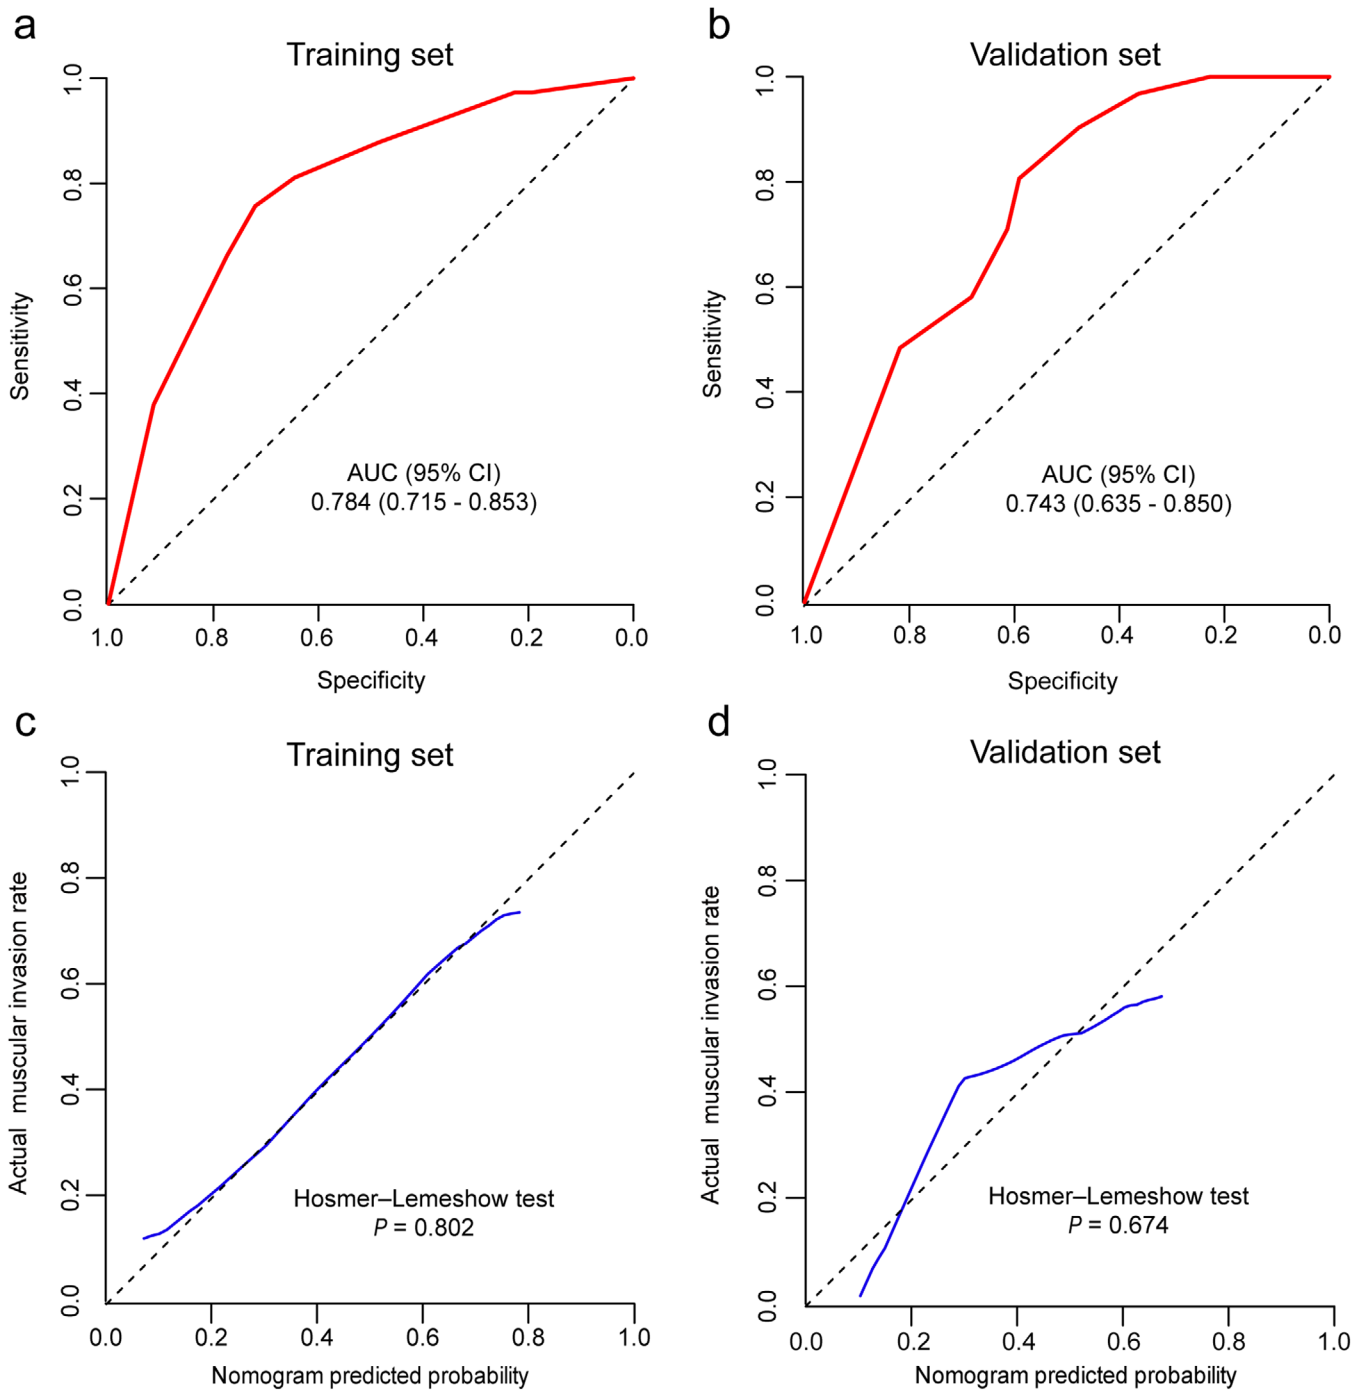 a
Training set
1.0
0.8
0.6
0.4
0.2
0.0
Sensitivity
AUC (95% CI)
0.784 (0.715 - 0.853)
1.0 0.8 0.6 0.4 0.2 0.0
Specificity
b
Validation set
1.0
0.8
0.6
0.4
0.2
0.0
Sensitivity
AUC (95% CI)
0.743 (0.635 - 0.850)
1.0 0.8 0.6 0.4 0.2 0.0
Specificity
c
Training set
1.0
0.8
0.6
0.4
0.2
0.0
Actual muscular invasion rate
Hosmer–Lemeshow test
P = 0.802
0.0 0.2 0.4 0.6 0.8 1.0
Nomogram predicted probability
d
Validation set
1.0
0.8
0.6
0.4
0.2
0.0
Actual muscular invasion rate
Hosmer–Lemeshow test
P = 0.674
0.0 0.2 0.4 0.6 0.8 1.0
Nomogram predicted probability